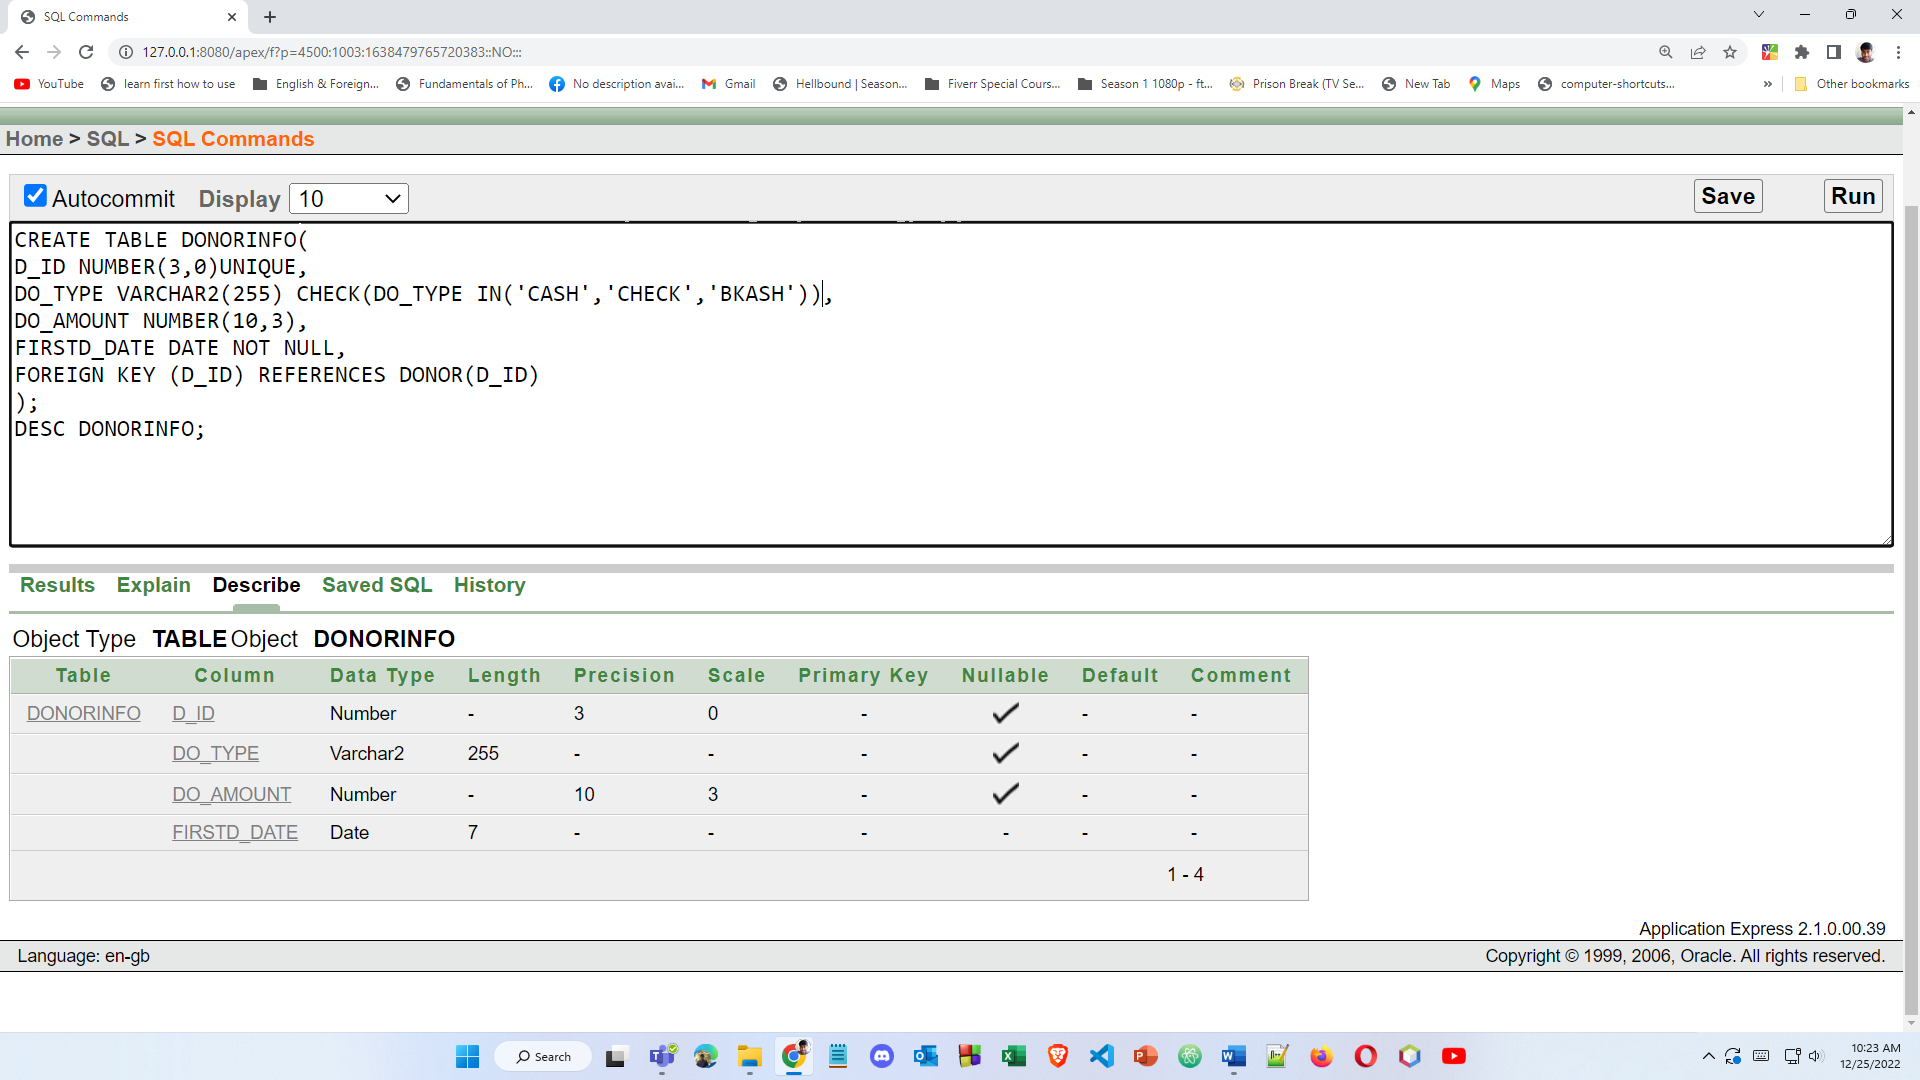 SQL Commands
127.0.0.1:8080/apex/f?p=4500:1003:1638479765720383::NO:::
YouTube learn first how to use English & Foreign... Fundamentals of Ph... No description avai... Gmail Hellbound | Season... Fiverr Special Cours... Season 1 1080p - ft... Prison Break (TV Se... New Tab Maps computer-shortcuts... » Other bookmarks
Home > SQL > SQL Commands
Autocommit Display 10 Save Run
CREATE TABLE DONORINFO(
D_ID NUMBER(3,0)UNIQUE,
DO_TYPE VARCHAR2(255) CHECK(DO_TYPE IN('CASH','CHECK','BKASH')),
DO_AMOUNT NUMBER(10,3),
FIRSTD_DATE DATE NOT NULL,
FOREIGN KEY (D_ID) REFERENCES DONOR(D_ID)
);
DESC DONORINFO;
Results Explain Describe Saved SQL History
Object Type TABLE Object DONORINFO
Table Column Data Type Length Precision Scale Primary Key Nullable Default Comment
DONORINFO D_ID Number - 3 0 - ✓ - -
DO_TYPE Varchar2 255 - - - ✓ - -
DO_AMOUNT Number - 10 3 - ✓ - -
FIRSTD_DATE Date 7 - - - - - -
1 - 4
Application Express 2.1.0.00.39
Language: en-gb Copyright © 1999, 2006, Oracle. All rights reserved.
Search
10:23 AM
12/25/2022